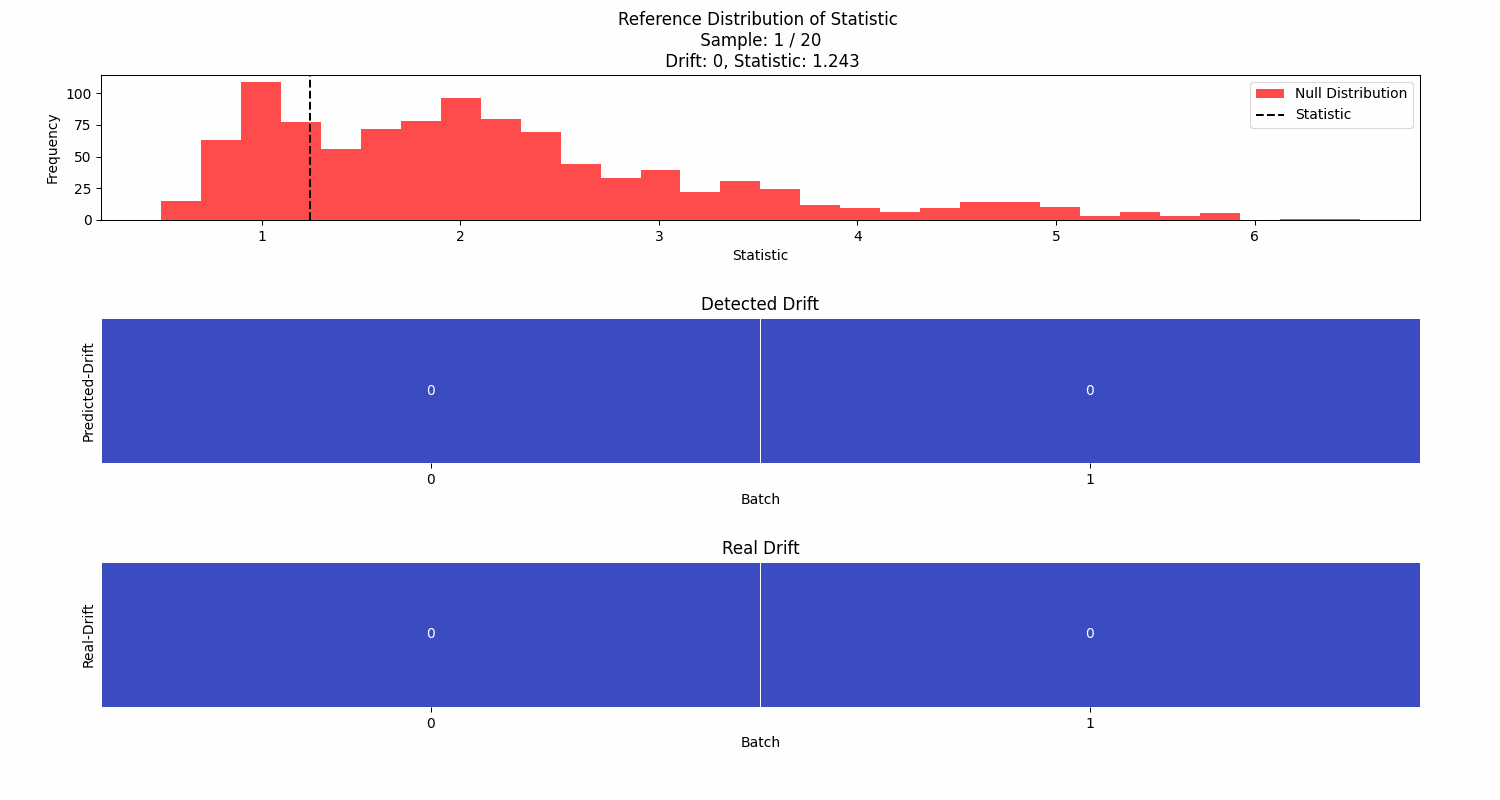 Reference Distribution of Statistic
Sample: 1 / 20
Drift: 0, Statistic: 1.243
Frequency
100
75
50
25
0
Null Distribution
Statistic
1 2 3 4 5 6
Statistic
Detected Drift
Predicted-Drift
0 0
0 1
Batch
Real Drift
Real-Drift
0 0
0 1
Batch